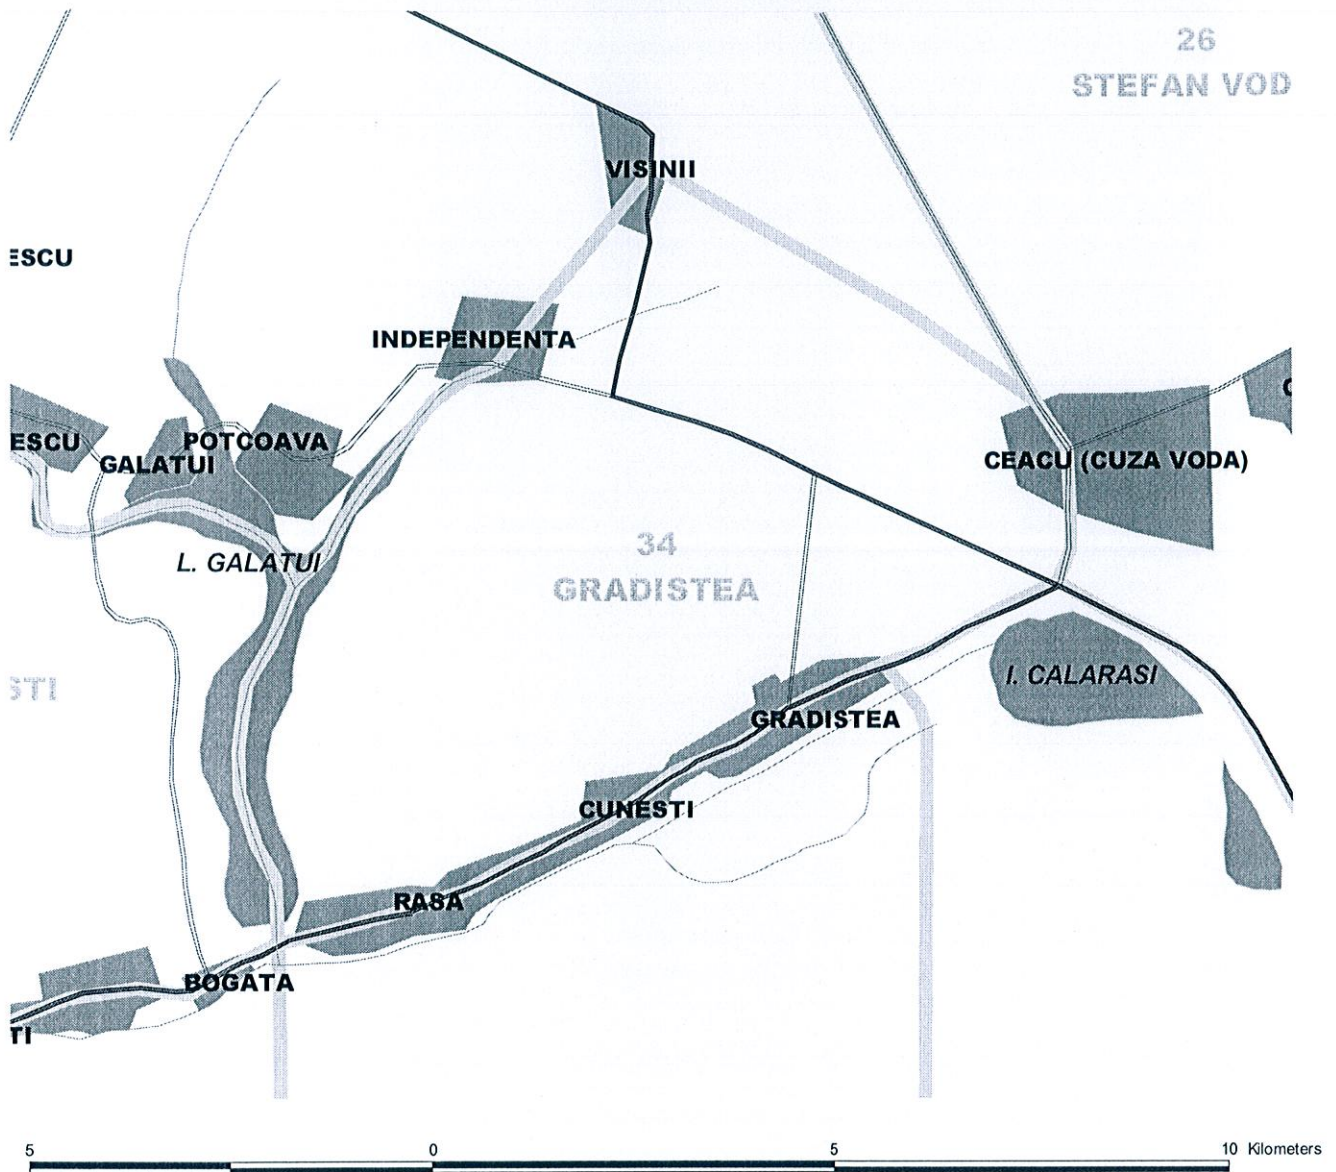 26
STEFAN VOD
VISINII
ESCU
INDEPENDENTA
ESCU
POTCOAVA
GALATUI
CEACU (CUZA VODA)
L. GALATUI
34
GRADISTEA
STI
I. CALARASI
GRADISTEA
CUNESTI
RASA
BOGATA
TI
5 0 5 10 Kilometers